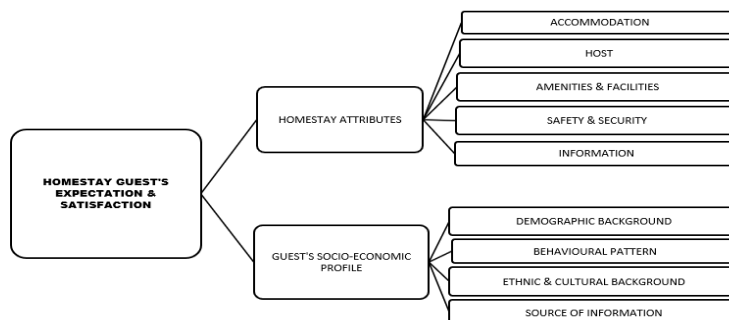 HOMESTAY GUEST'S
EXPECTATION &
SATISFACTION
HOMESTAY ATTRIBUTES
ACCOMMODATION
HOST
AMENITIES & FACILITIES
SAFETY & SECURITY
INFORMATION
GUEST'S SOCIO-ECONOMIC
PROFILE
DEMOGRAPHIC BACKGROUND
BEHAVIOURAL PATTERN
ETHNIC & CULTURAL BACKGROUND
SOURCE OF INFORMATION